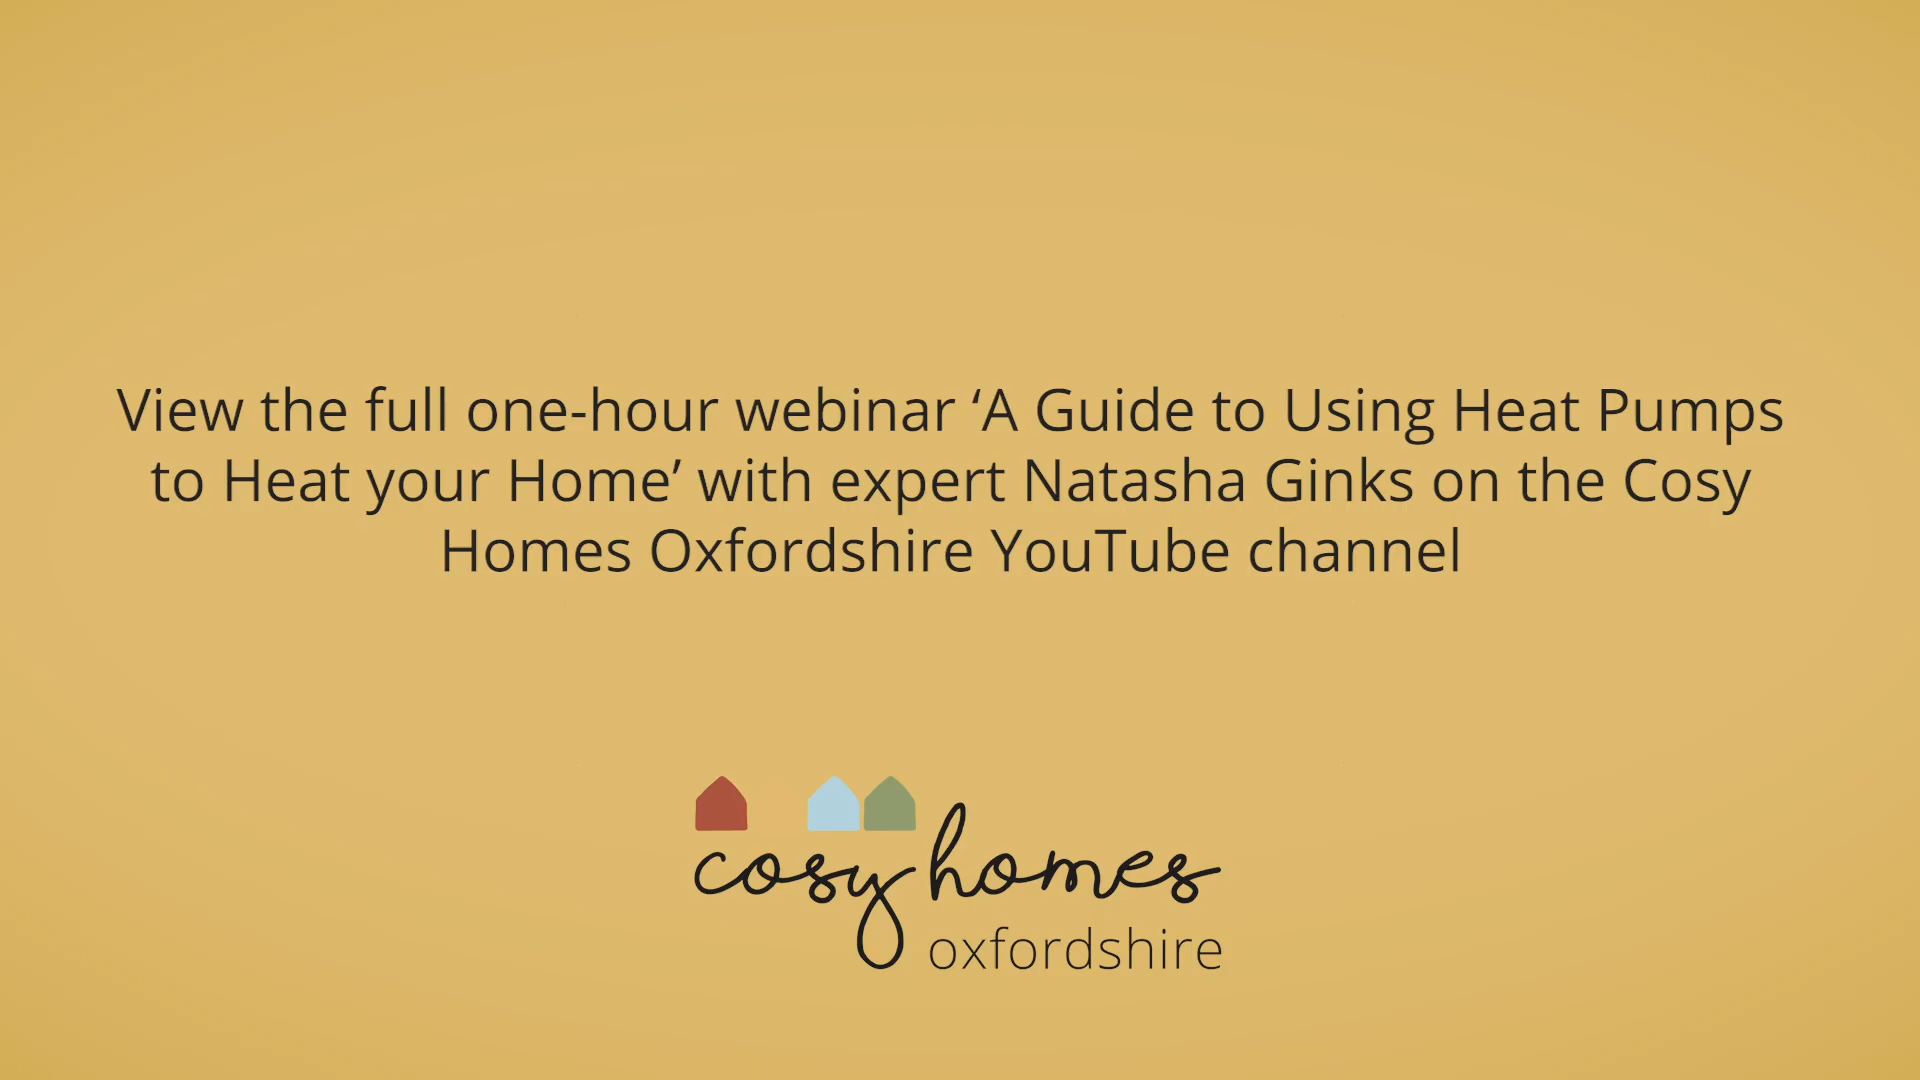 View the full one-hour webinar ‘A Guide to Using Heat Pumps
to Heat your Home’ with expert Natasha Ginks on the Cosy
Homes Oxfordshire YouTube channel
cosy homes
oxfordshire